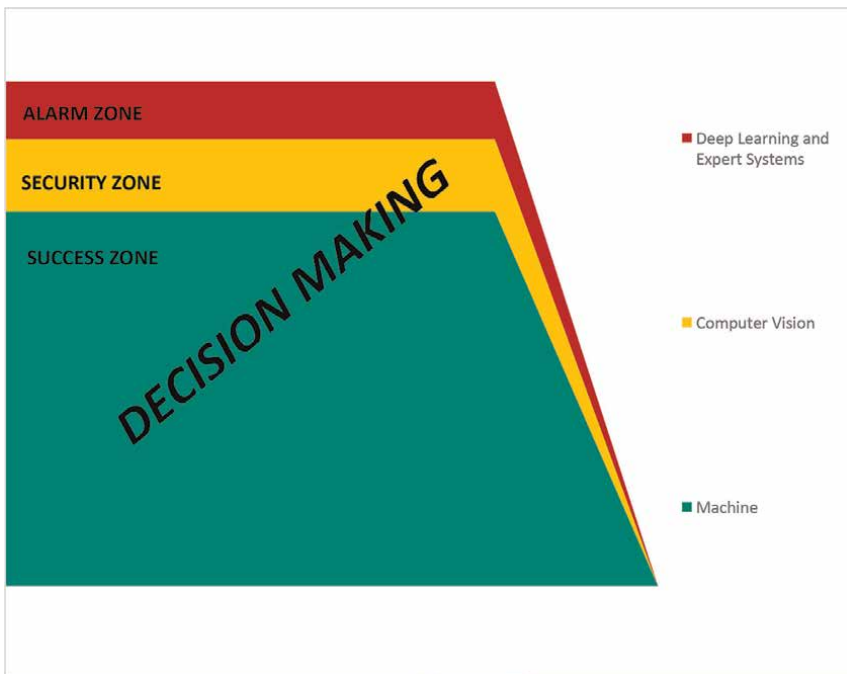 ALARM ZONE
SECURITY ZONE
SUCCESS ZONE
DECISION MAKING
Deep Learning and
Expert Systems
Computer Vision
Machine